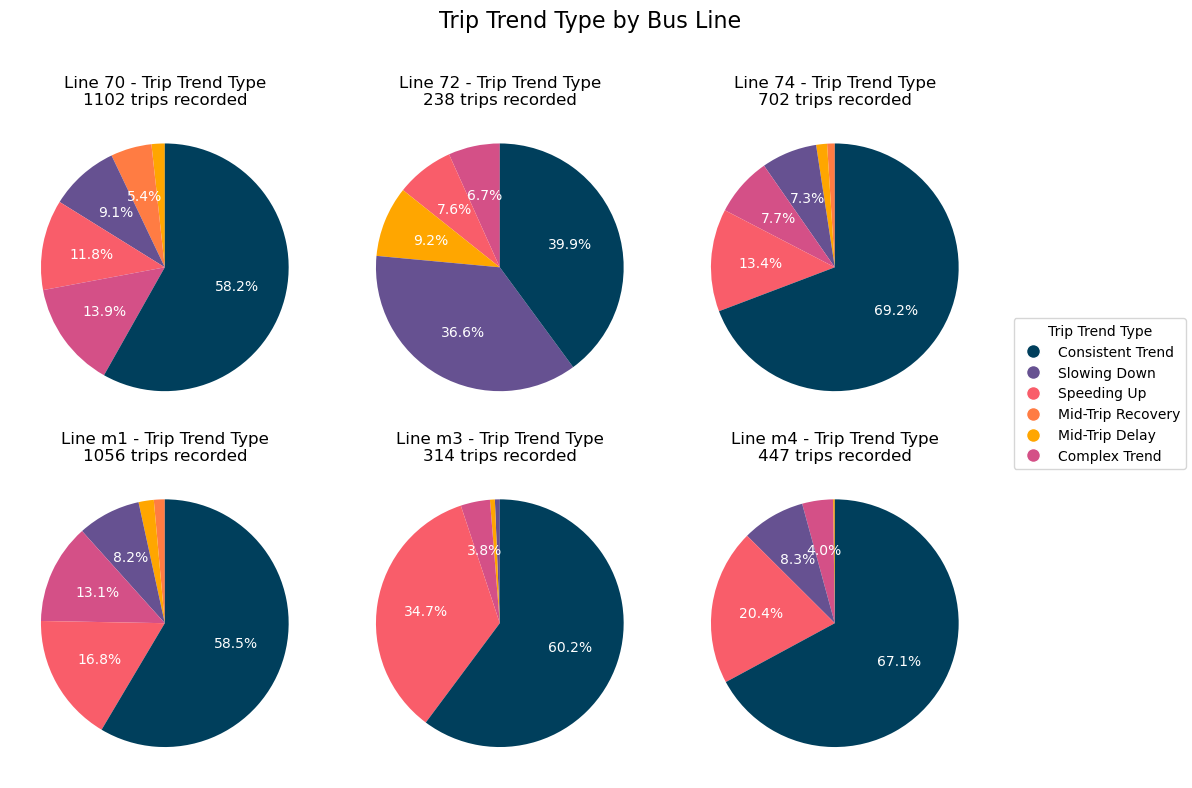 Trip Trend Type by Bus Line
Line 70 - Trip Trend Type
1102 trips recorded
5.4%
9.1%
11.8%
13.9%
58.2%
Line 72 - Trip Trend Type
238 trips recorded
6.7%
7.6%
9.2%
39.9%
36.6%
Line 74 - Trip Trend Type
702 trips recorded
7.3%
7.7%
13.4%
69.2%
Trip Trend Type
Consistent Trend
Slowing Down
Speeding Up
Mid-Trip Recovery
Mid-Trip Delay
Complex Trend
Line m1 - Trip Trend Type
1056 trips recorded
8.2%
13.1%
16.8%
58.5%
Line m3 - Trip Trend Type
314 trips recorded
3.8%
34.7%
60.2%
Line m4 - Trip Trend Type
447 trips recorded
4.0%
8.3%
20.4%
67.1%